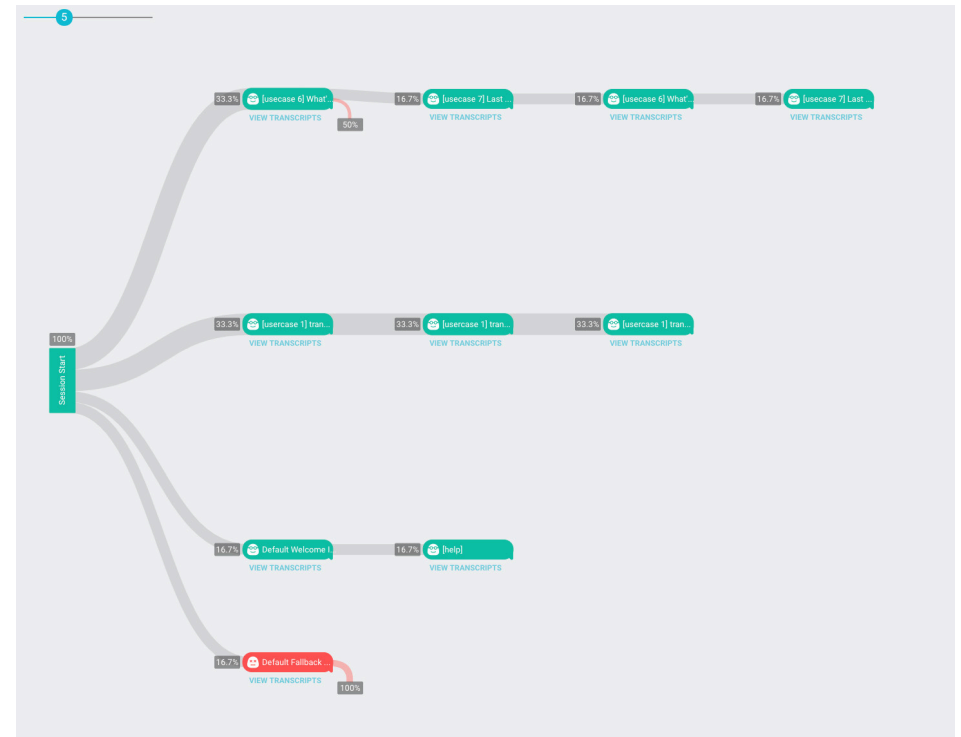 5
33.3% [usecase 6] What'...
VIEW TRANSCRIPTS
50%
16.7% [usecase 7] Last ...
VIEW TRANSCRIPTS
16.7% [usecase 6] What'...
VIEW TRANSCRIPTS
16.7% [usecase 7] Last ...
VIEW TRANSCRIPTS
100%
Session Start
33.3% [usercase 1] tran...
VIEW TRANSCRIPTS
33.3% [usercase 1] tran...
VIEW TRANSCRIPTS
33.3% [usercase 1] tran...
VIEW TRANSCRIPTS
16.7% Default Welcome I...
VIEW TRANSCRIPTS
16.7% [help]
VIEW TRANSCRIPTS
16.7% Default Fallback ...
VIEW TRANSCRIPTS
100%